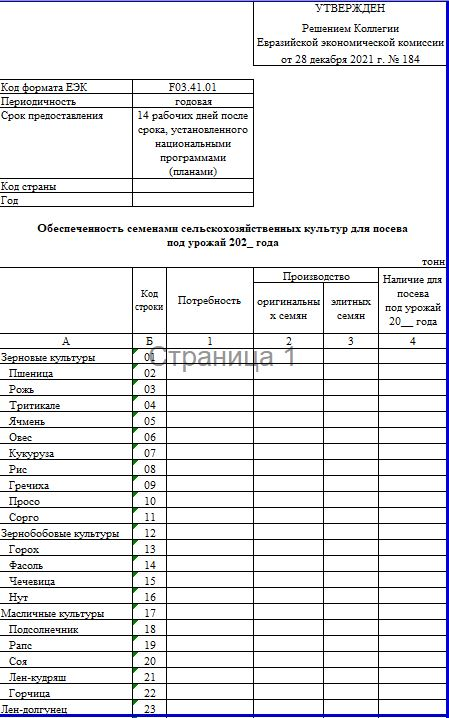 УТВЕРЖДЕН
Решением Коллегии
Евразийской экономической комиссии
от 28 декабря 2021 г. № 184
Код формата ЕЭК F03.41.01
Периодичность годовая
Срок предоставления 14 рабочих дней после
срока, установленного
национальными
программами
(планами)
Код страны
Год
Обеспеченность семенами сельскохозяйственных культур для посева
под урожай 202_ года
тонн
Код
строки
Потребность
Производство
оригинальны
х семян
элитных
семян
Наличие для
посева
под урожай
20__ года
А Б 1 2 3 4
Зерновые культуры 01
Страница 1
Пшеница 02
Рожь 03
Тритикале 04
Ячмень 05
Овес 06
Кукуруза 07
Рис 08
Гречиха 09
Просо 10
Сорго 11
Зернобобовые культуры 12
Горох 13
Фасоль 14
Чечевица 15
Нут 16
Масличные культуры 17
Подсолнечник 18
Рапс 19
Соя 20
Лен-кудряш 21
Горчица 22
Лен-долгунец 23